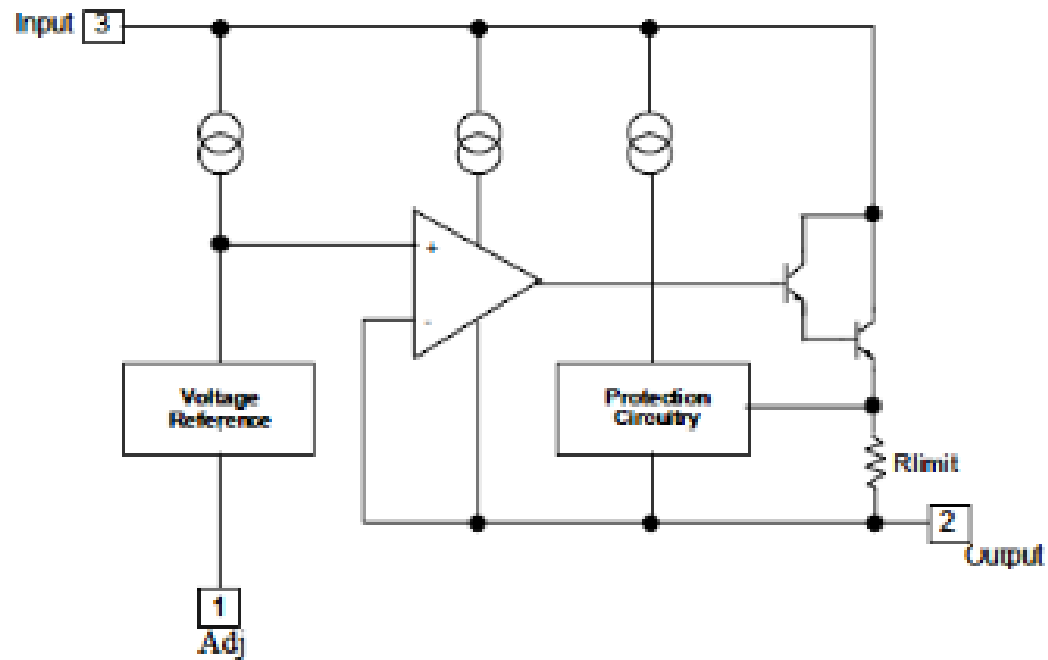 Input 3
+
-
Voltage
Reference
Protection
Circuitry
Rlimit
2
Output
1
Adj